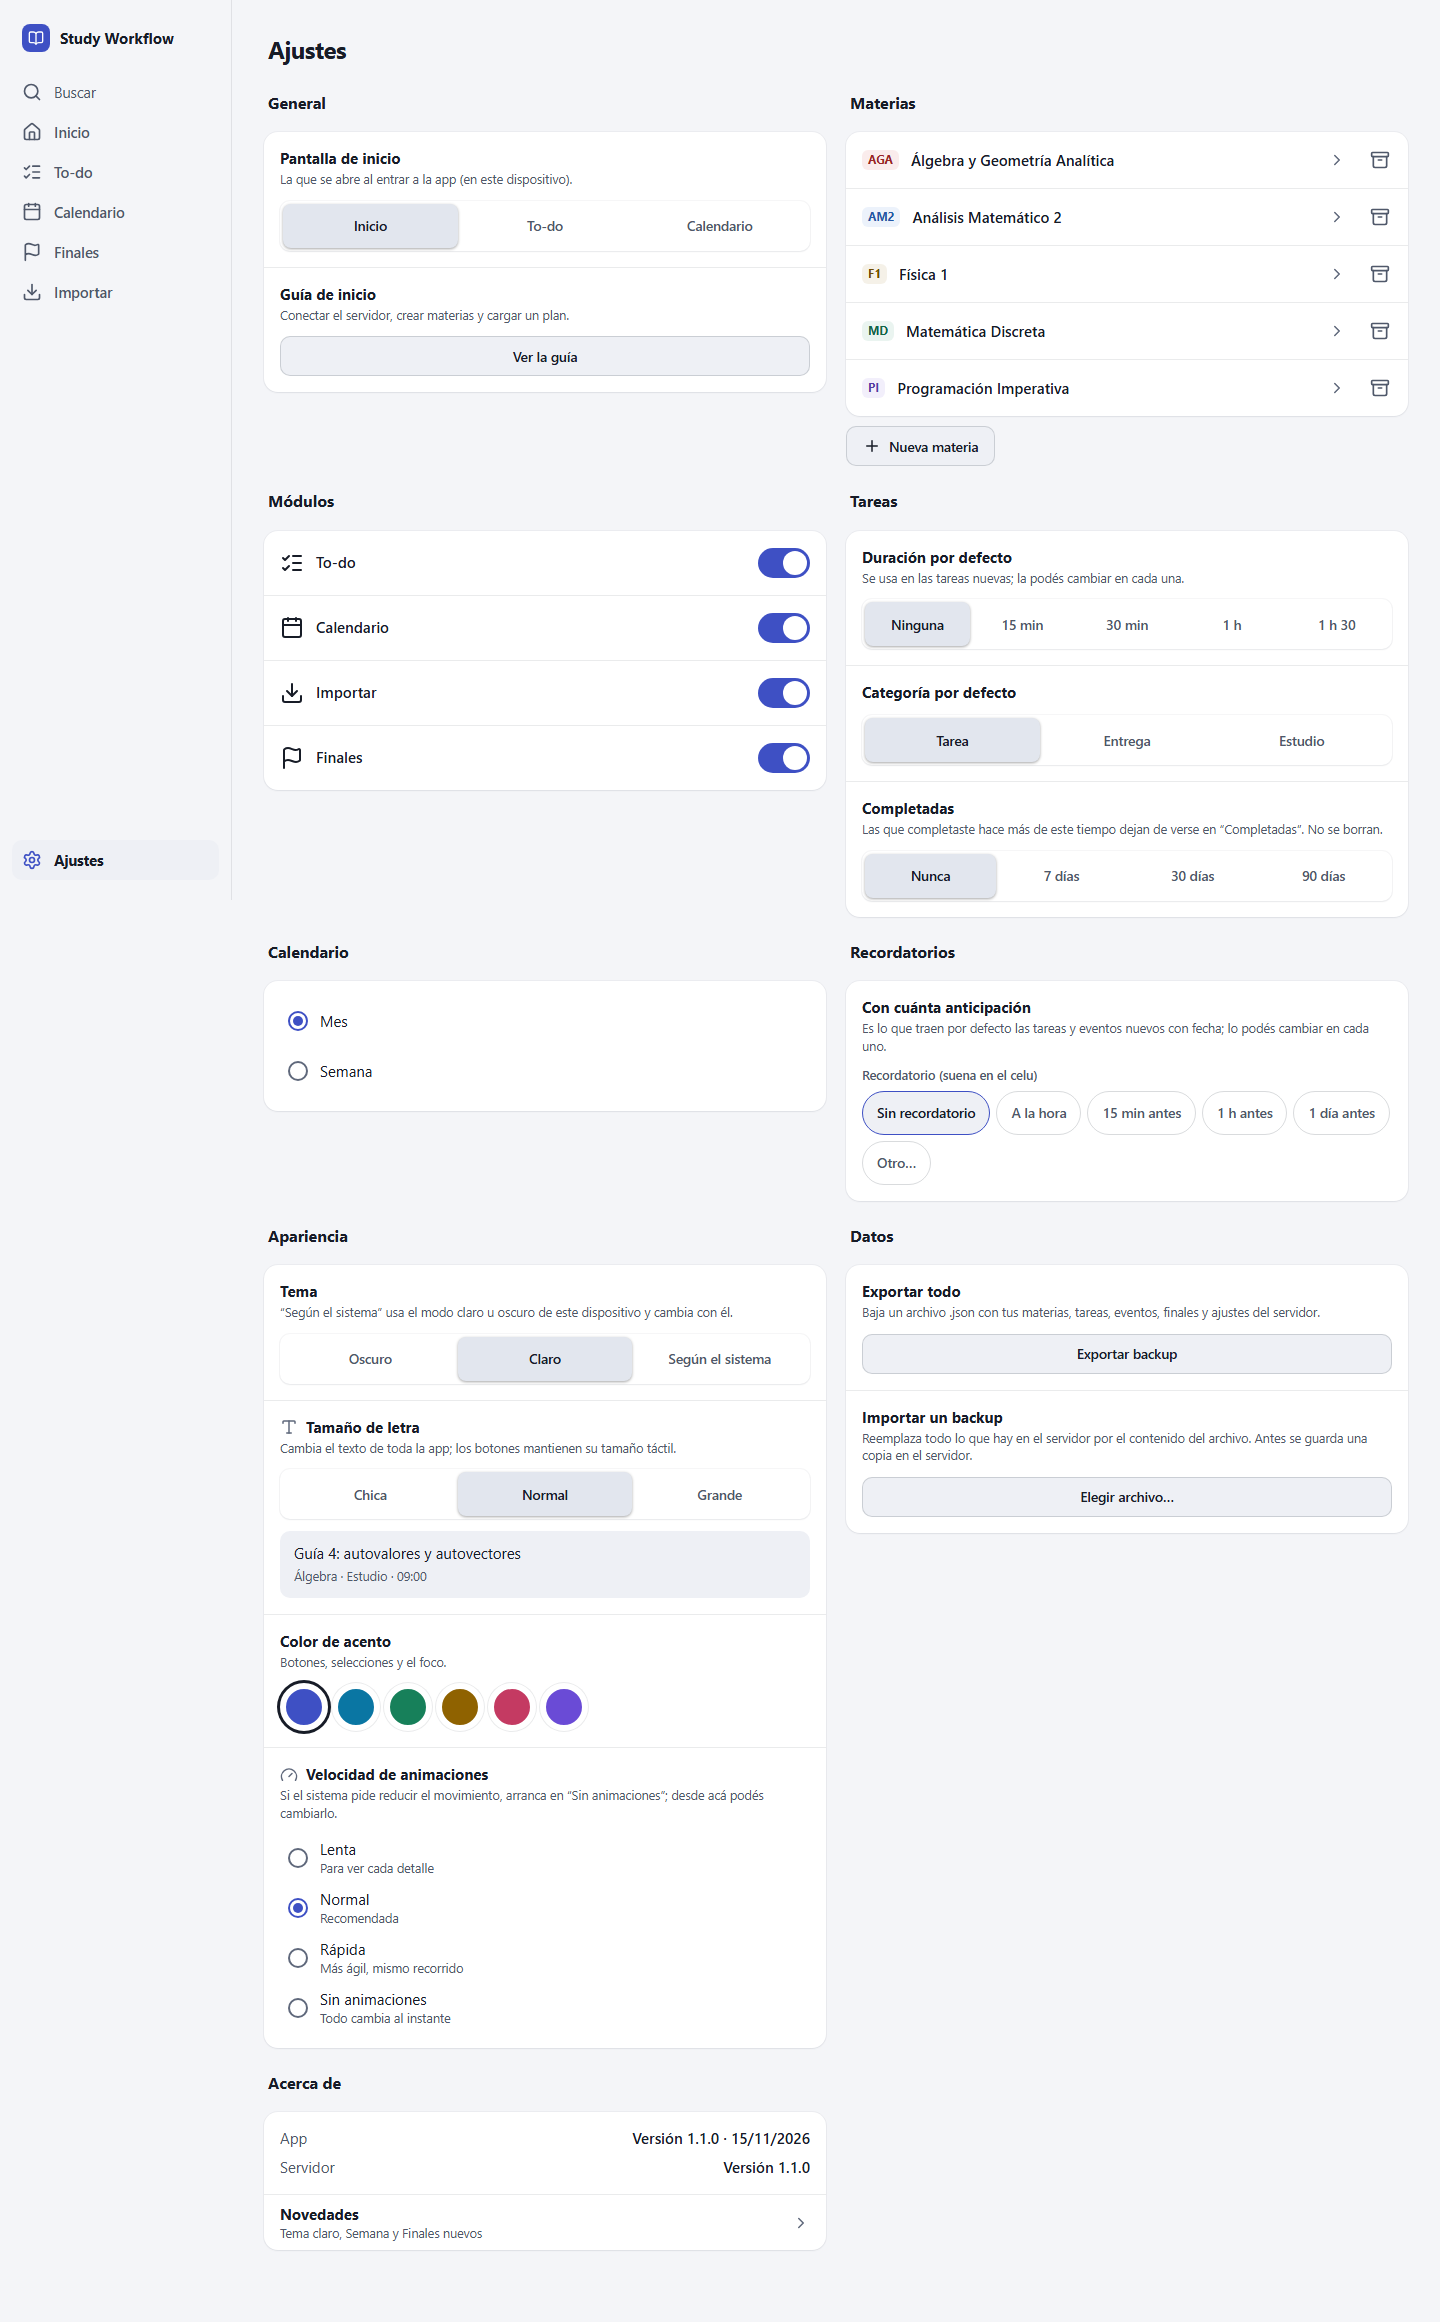 Study Workflow
Buscar
Inicio
To-do
Calendario
Finales
Importar
Ajustes
Ajustes
General
Pantalla de inicio
La que se abre al entrar a la app (en este dispositivo).
Inicio
To-do
Calendario
Guía de inicio
Conectar el servidor, crear materias y cargar un plan.
Ver la guía
Materias
AGA Álgebra y Geometría Analítica
AM2 Análisis Matemático 2
F1 Física 1
MD Matemática Discreta
PI Programación Imperativa
Nueva materia
Módulos
To-do
Calendario
Importar
Finales
Tareas
Duración por defecto
Se usa en las tareas nuevas; la podés cambiar en cada una.
Ninguna
15 min
30 min
1 h
1 h 30
Categoría por defecto
Tarea
Entrega
Estudio
Completadas
Las que completaste hace más de este tiempo dejan de verse en “Completadas”. No se borran.
Nunca
7 días
30 días
90 días
Calendario
Mes
Semana
Recordatorios
Con cuánta anticipación
Es lo que traen por defecto las tareas y eventos nuevos con fecha; lo podés cambiar en cada
uno.
Recordatorio (suena en el celu)
Sin recordatorio
A la hora
15 min antes
1 h antes
1 día antes
Otro...
Apariencia
Tema
“Según el sistema” usa el modo claro u oscuro de este dispositivo y cambia con él.
Oscuro
Claro
Según el sistema
Tamaño de letra
Cambia el texto de toda la app; los botones mantienen su tamaño táctil.
Chica
Normal
Grande
Guía 4: autovalores y autovectores
Álgebra · Estudio · 09:00
Color de acento
Botones, selecciones y el foco.
Velocidad de animaciones
Si el sistema pide reducir el movimiento, arranca en “Sin animaciones”; desde acá podés
cambiarlo.
Lenta
Para ver cada detalle
Normal
Recomendada
Rápida
Más ágil, mismo recorrido
Sin animaciones
Todo cambia al instante
Datos
Exportar todo
Baja un archivo .json con tus materias, tareas, eventos, finales y ajustes del servidor.
Exportar backup
Importar un backup
Reemplaza todo lo que hay en el servidor por el contenido del archivo. Antes se guarda una
copia en el servidor.
Elegir archivo...
Acerca de
App Versión 1.1.0 · 15/11/2026
Servidor Versión 1.1.0
Novedades
Tema claro, Semana y Finales nuevos